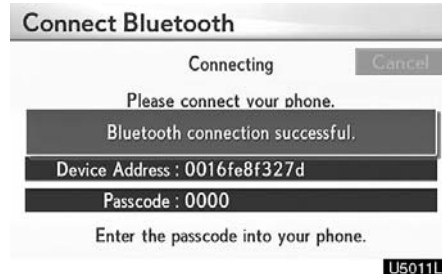 Connect Bluetooth
Connecting
Cancel
Please connect your phone.
Bluetooth connection successful.
Device Address : 0016fe8f327d
Passcode : 0000
Enter the passcode into your phone.
U5011L